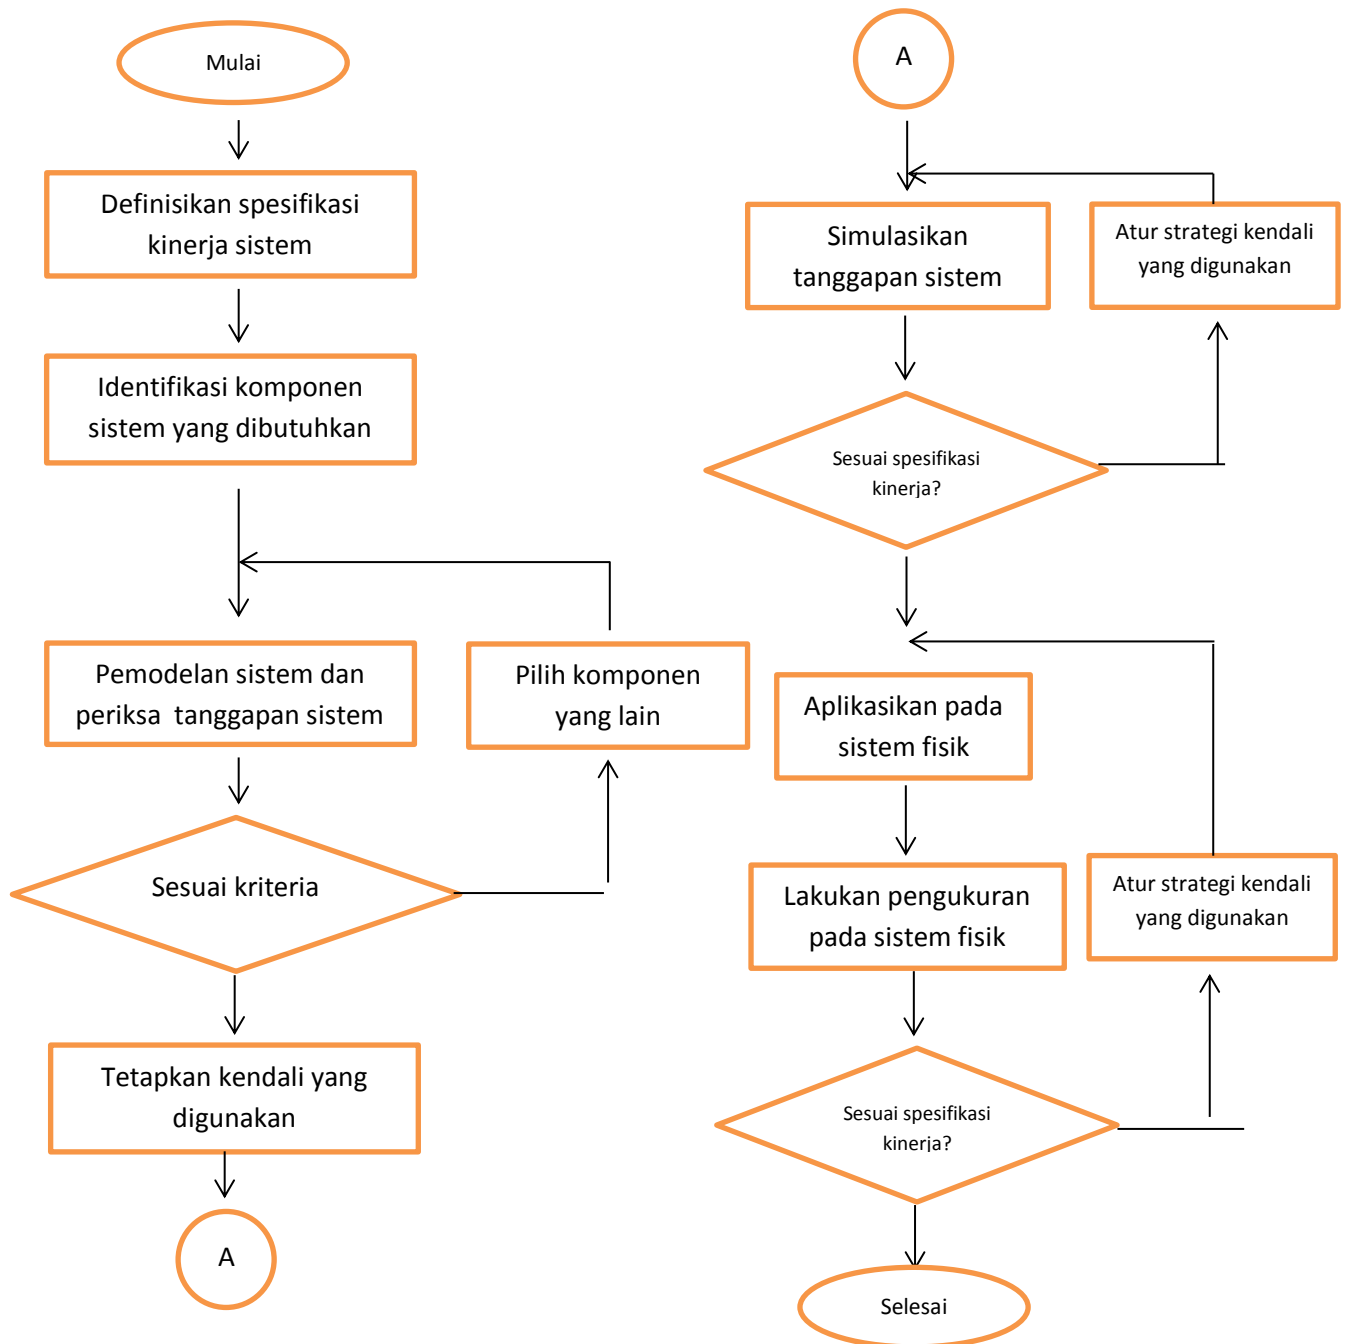 Mulai
Definisikan spesifikasi
kinerja sistem
Identifikasi komponen
sistem yang dibutuhkan
Pemodelan sistem dan
periksa  tanggapan sistem
Pilih komponen
yang lain
Sesuai kriteria
Tetapkan kendali yang
digunakan
A
A
Simulasikan
tanggapan sistem
Atur strategi kendali
yang digunakan
Sesuai spesifikasi
kinerja?
Aplikasikan pada
sistem fisik
Lakukan pengukuran
pada sistem fisik
Atur strategi kendali
yang digunakan
Sesuai spesifikasi
kinerja?
Selesai